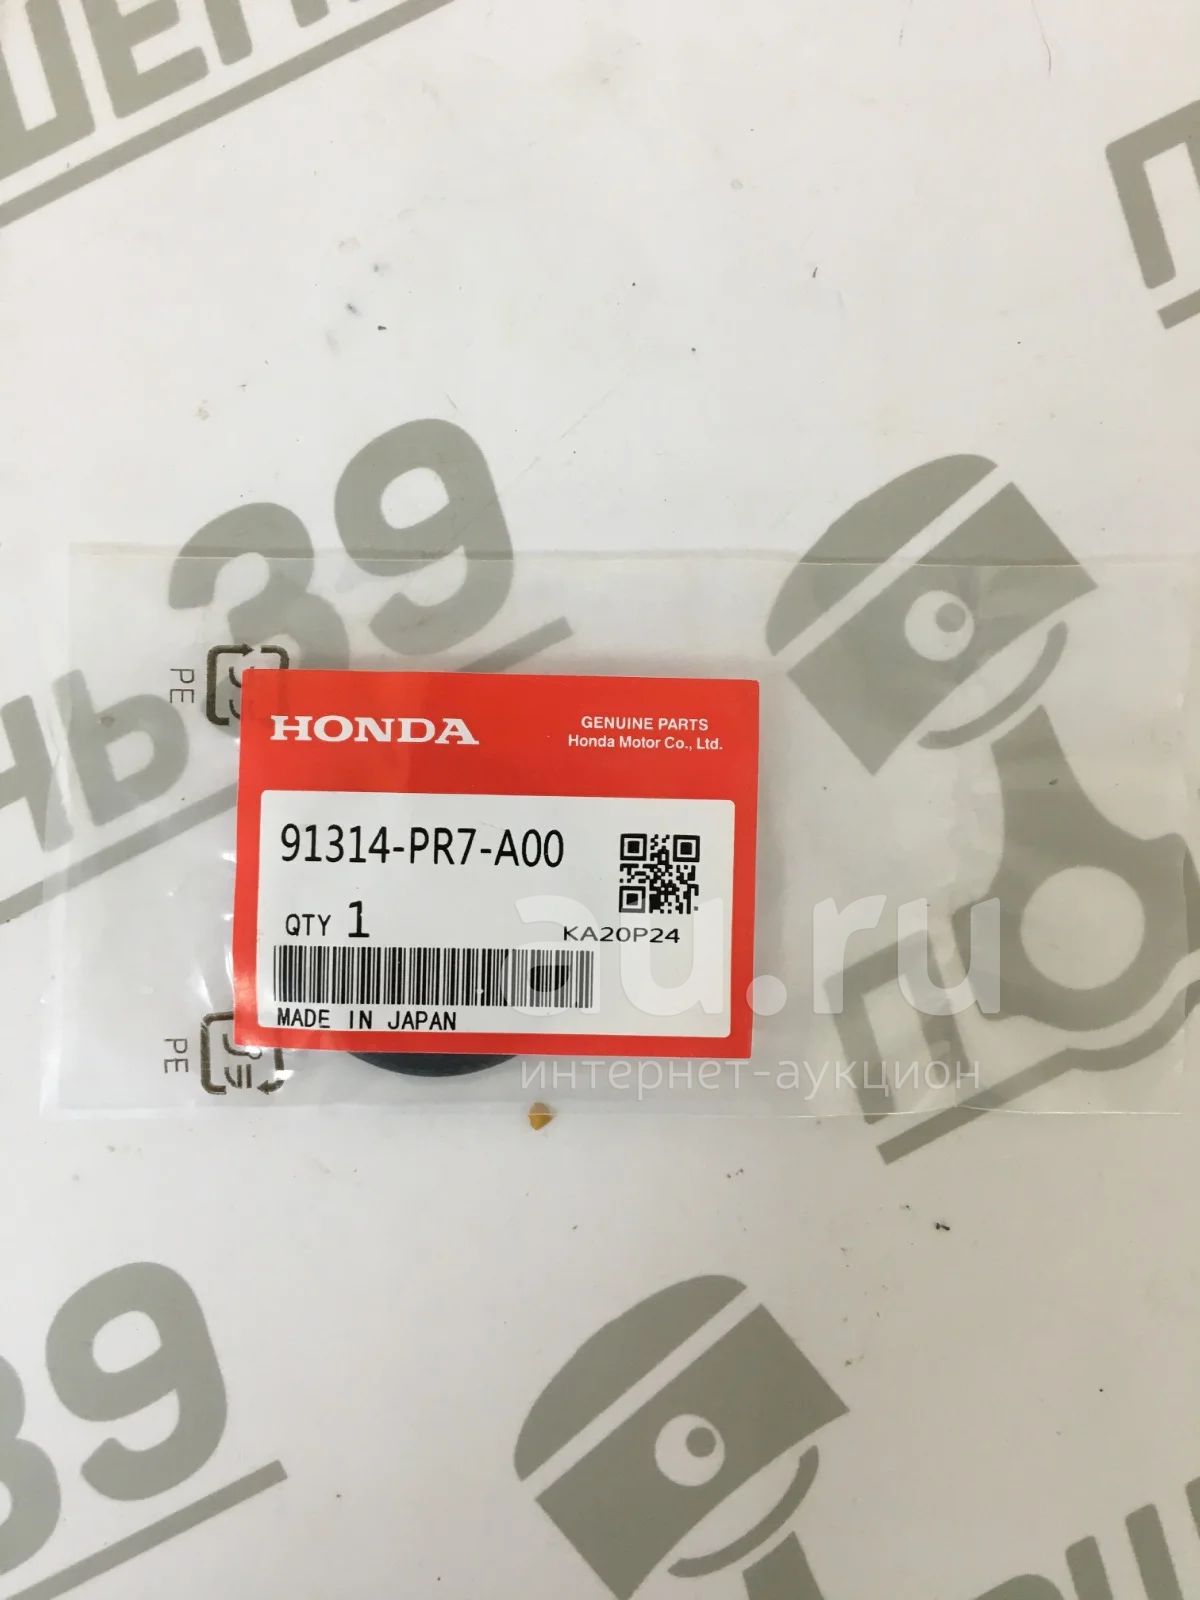 39
PE
HONDA
GENUINE PARTS
Honda Motor Co., Ltd.
91314-PR7-A00
QTY 1
KA20P24
MADE IN JAPAN
PE
au.ru
интернет-аукцион
39